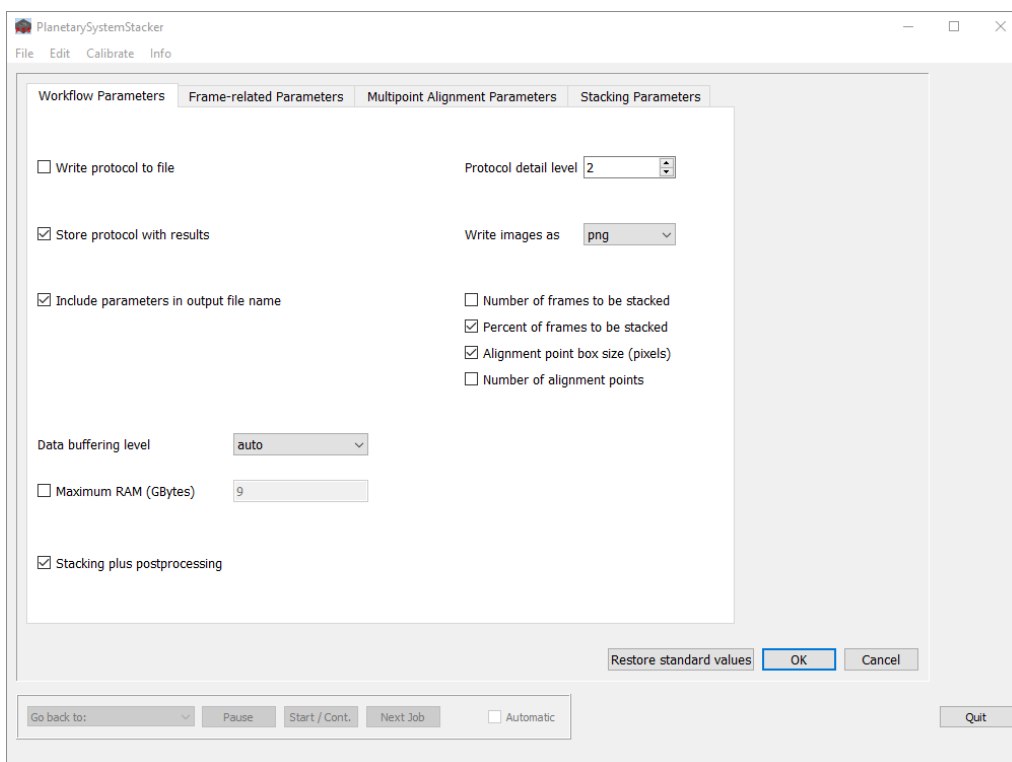 PlanetarySystemStacker
File Edit Calibrate Info
Workflow Parameters Frame-related Parameters Multipoint Alignment Parameters Stacking Parameters
Write protocol to file Protocol detail level 2
Store protocol with results Write images as png
Include parameters in output file name Number of frames to be stacked
Percent of frames to be stacked
Alignment point box size (pixels)
Number of alignment points
Data buffering level auto
Maximum RAM (GBytes) 9
Stacking plus postprocessing
Restore standard values OK Cancel
Go back to: Pause Start / Cont. Next Job Automatic Quit